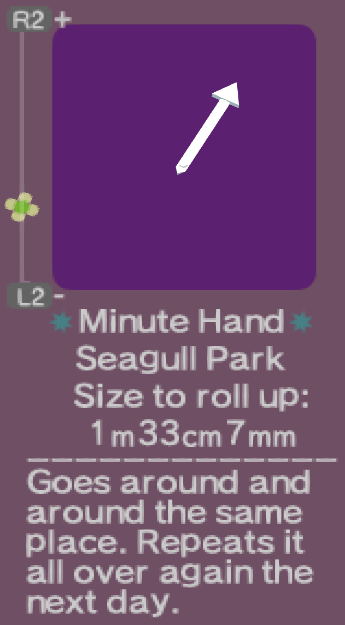 R2 +
L2 -
Minute Hand
Seagull Park
Size to roll up:
1m33cm7mm
Goes around and
around the same
place. Repeats it
all over again the
next day.